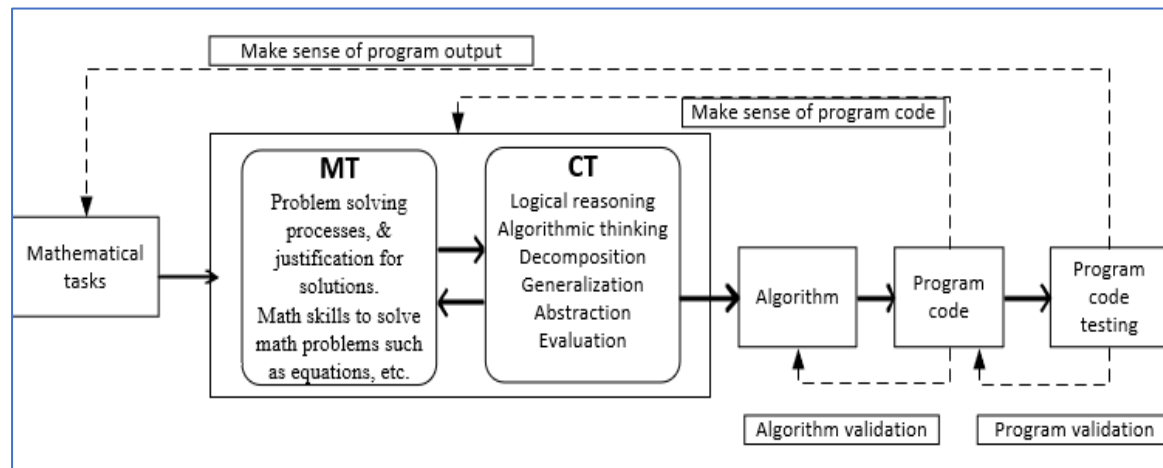 Make sense of program output
Make sense of program code
Mathematical
tasks
MT
Problem solving
processes, &
justification for
solutions.
Math skills to solve
math problems such
as equations, etc.
CT
Logical reasoning
Algorithmic thinking
Decomposition
Generalization
Abstraction
Evaluation
Algorithm
Program
code
Program
code
testing
Algorithm validation
Program validation